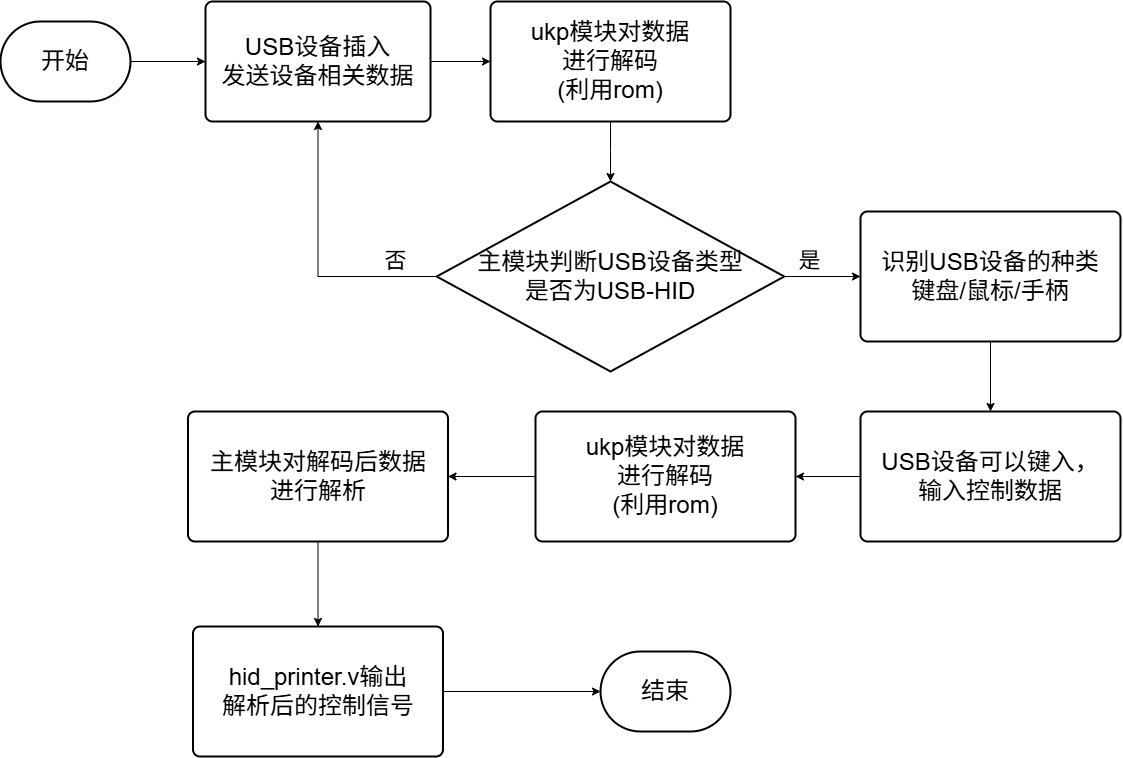 开始
USB设备插入
发送设备相关数据
ukp模块对数据
进行解码
(利用rom)
主模块判断USB设备类型
是否为USB-HID
否
是
识别USB设备的种类
键盘/鼠标/手柄
USB设备可以键入，
输入控制数据
ukp模块对数据
进行解码
(利用rom)
主模块对解码后数据
进行解析
hid_printer.v输出
解析后的控制信号
结束